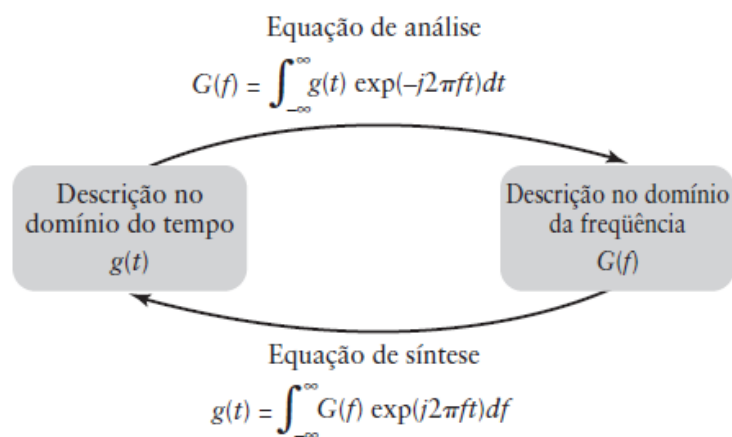 Equação de análise
G(f) = ∫_{-∞}^{∞} g(t) exp(-j2πft)dt
Descrição no
domínio do tempo
g(t)
Descrição no domínio
da freqüência
G(f)
Equação de síntese
g(t) = ∫_{-∞}^{∞} G(f) exp(j2πft)df